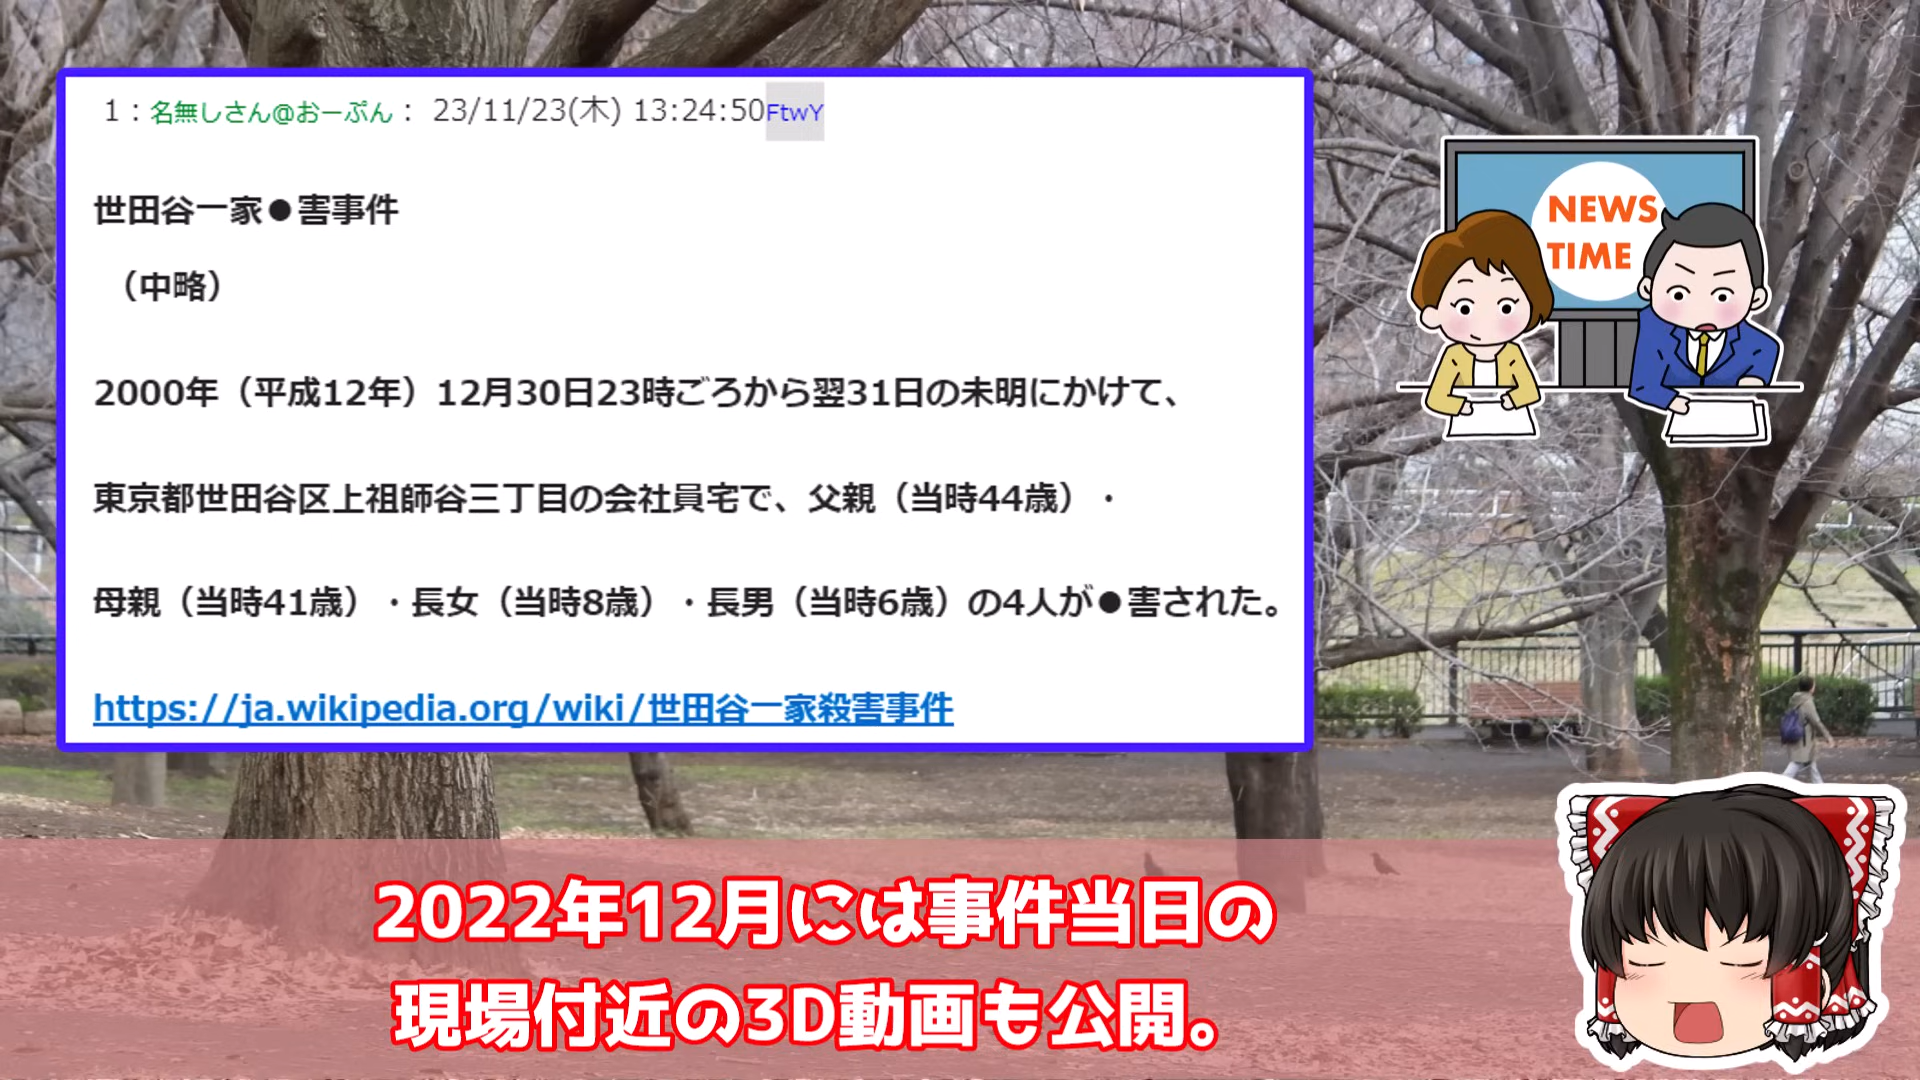 1：名無しさん@おーぷん： 23/11/23(木) 13:24:50FtwY
世田谷一家●害事件
（中略）
2000年（平成12年）12月30日23時ごろから翌31日の未明にかけて、
東京都世田谷区上祖師谷三丁目の会社員宅で、父親（当時44歳）・
母親（当時41歳）・長女（当時8歳）・長男（当時6歳）の4人が●害された。
https://ja.wikipedia.org/wiki/世田谷一家殺害事件
NEWS
TIME
2022年12月には事件当日の
現場付近の3D動画も公開。